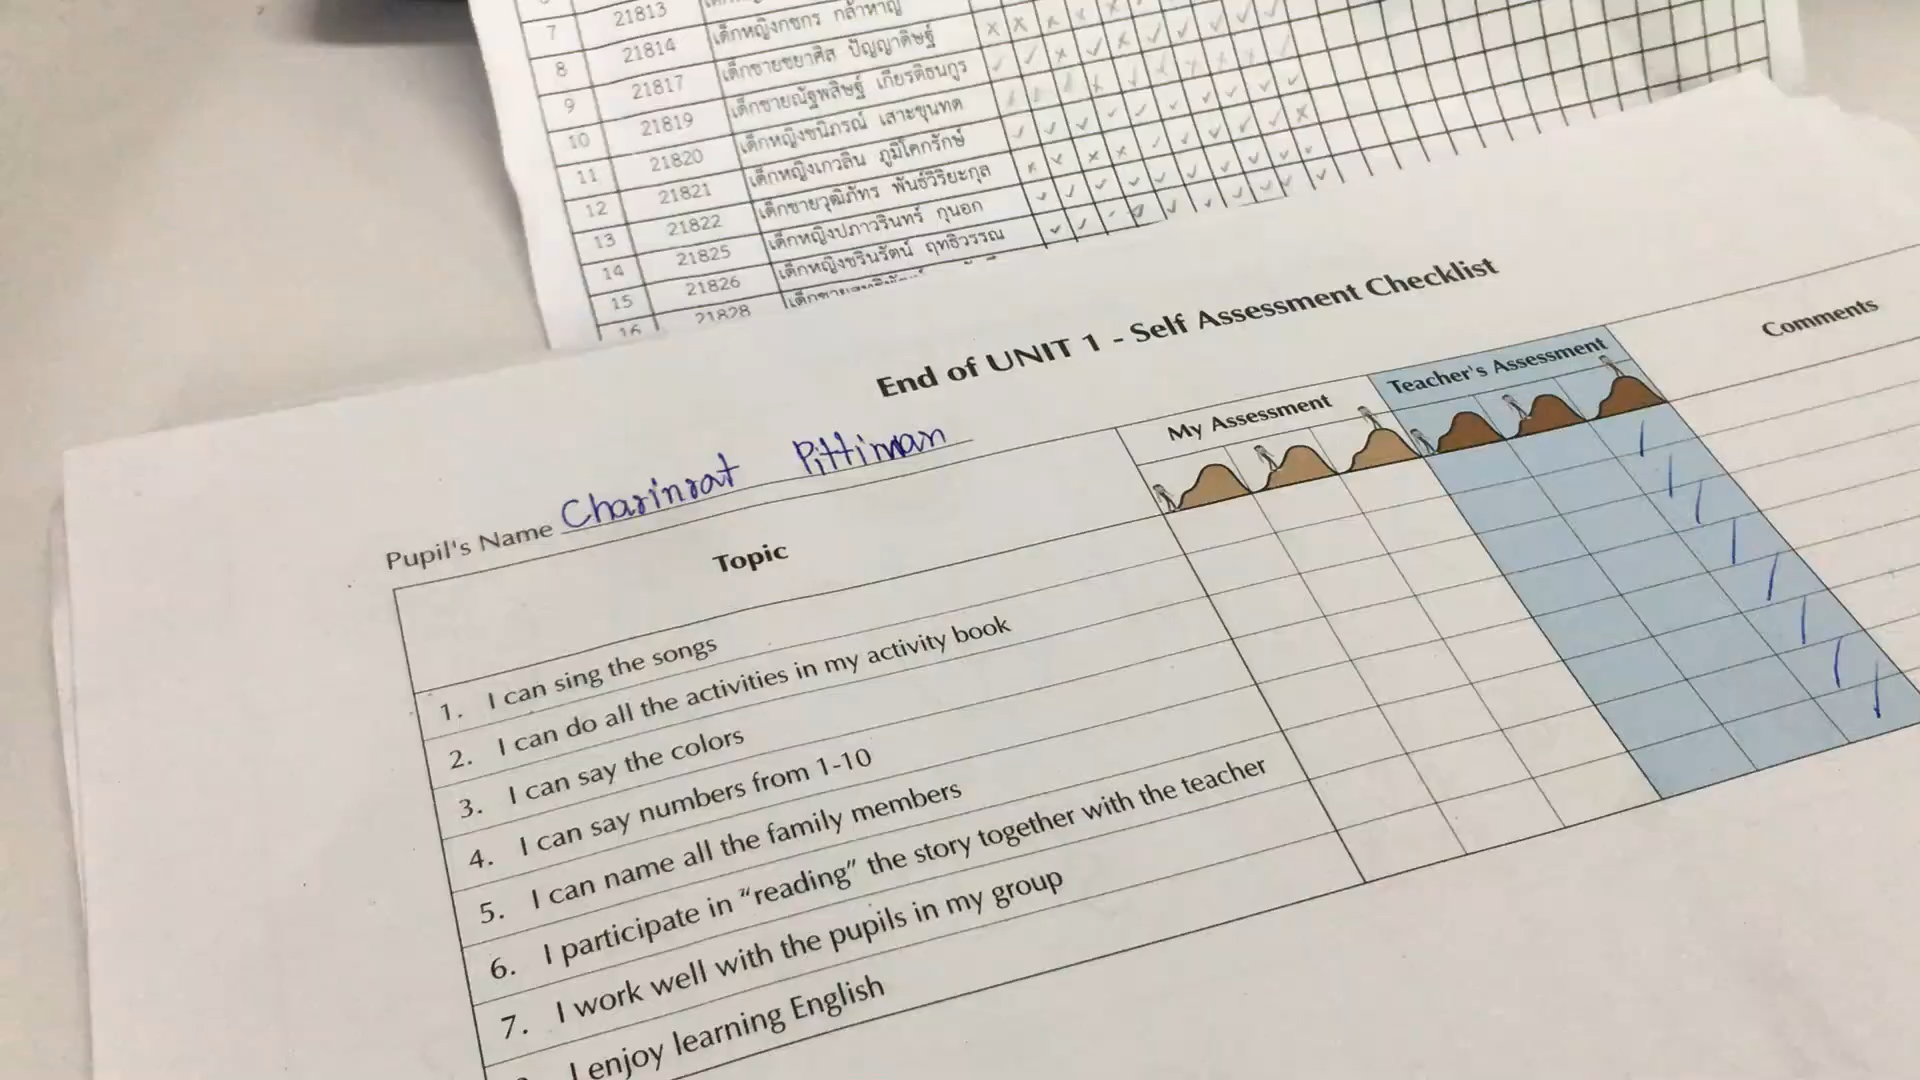 21813
7 21814 เด็กหญิงกชกร กล้าหาญ
8 21817 เด็กชายชยาศิส ปัญญาดิษฐ์
9 21819 เด็กชายณัฐพสิษฐ์ เกียรติธนกูร
10 21820 เด็กหญิงชนิภรณ์ เสาะขุนทด
11 21821 เด็กหญิงเกวลิน ภูมิโคกรักษ์
12 21822 เด็กชายวุฒิภัทร พันธ์วิริยะกุล
13 21825 เด็กหญิงปภาวรินทร์ กุนอก
14 21826 เด็กหญิงชรินรัตน์ ฤทธิวรรณ
15 21828
16
End of UNIT 1 - Self Assessment Checklist
Pupil's Name Charinrat Pittiman
Topic My Assessment Teacher's Assessment Comments
1. I can sing the songs
2. I can do all the activities in my activity book
3. I can say the colors
4. I can say numbers from 1-10
5. I can name all the family members
6. I participate in “reading” the story together with the teacher
7. I work well with the pupils in my group
I enjoy learning English